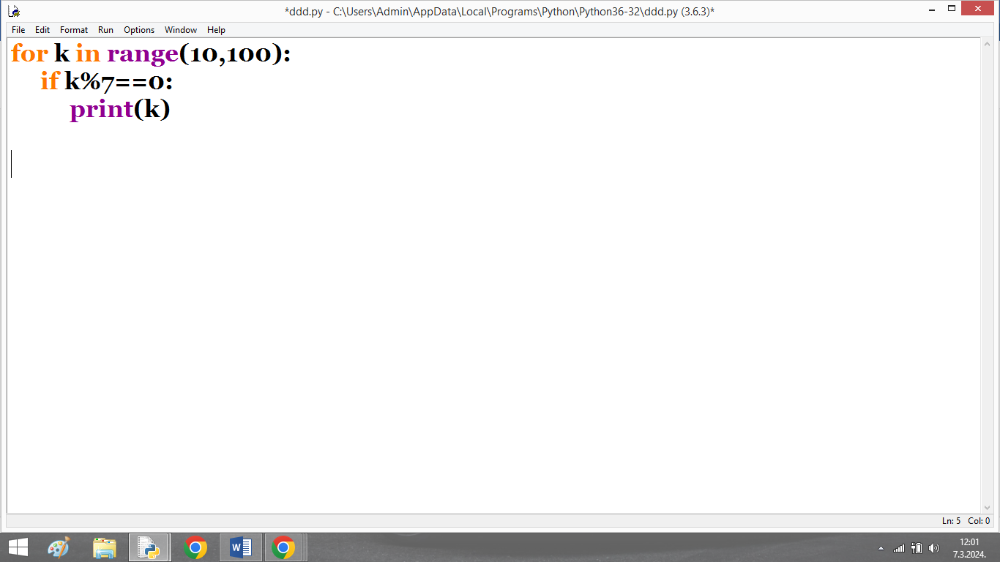 *ddd.py - C:\Users\Admin\AppData\Local\Programs\Python\Python36-32\ddd.py (3.6.3)*
File Edit Format Run Options Window Help
for k in range(10,100):
    if k%7==0:
        print(k)
Ln: 5 Col: 0
12:01
7.3.2024.